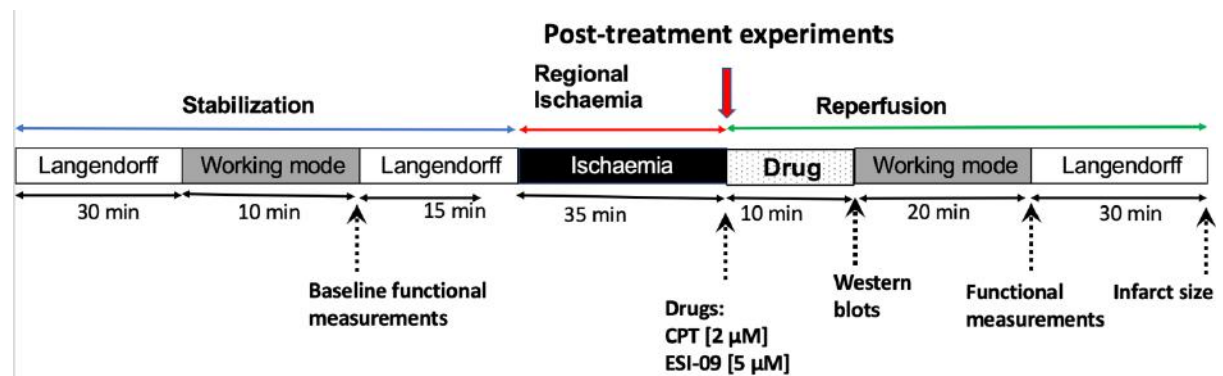 Post-treatment experiments
Stabilization
Regional
Ischaemia
Reperfusion
Langendorff
Working mode
Langendorff
Ischaemia
Drug
Working mode
Langendorff
30 min
10 min
15 min
35 min
10 min
20 min
30 min
Baseline functional
measurements
Drugs:
CPT [2 µM]
ESI-09 [5 µM]
Western
blots
Functional
measurements
Infarct size